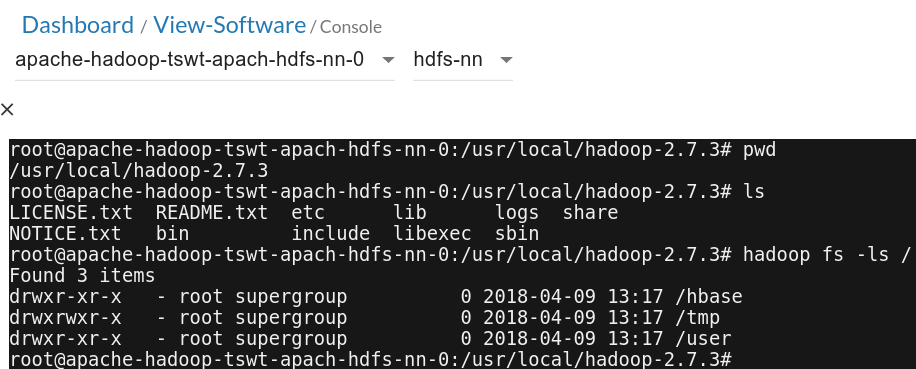 Dashboard / View-Software / Console
apache-hadoop-tswt-apach-hdfs-nn-0 hdfs-nn
×
root@apache-hadoop-tswt-apach-hdfs-nn-0:/usr/local/hadoop-2.7.3# pwd
/usr/local/hadoop-2.7.3
root@apache-hadoop-tswt-apach-hdfs-nn-0:/usr/local/hadoop-2.7.3# ls
LICENSE.txt  README.txt  etc      lib      logs  share
NOTICE.txt   bin         include  libexec  sbin
root@apache-hadoop-tswt-apach-hdfs-nn-0:/usr/local/hadoop-2.7.3# hadoop fs -ls /
Found 3 items
drwxr-xr-x   - root supergroup          0 2018-04-09 13:17 /hbase
drwxrwxr-x   - root supergroup          0 2018-04-09 13:17 /tmp
drwxr-xr-x   - root supergroup          0 2018-04-09 13:17 /user
root@apache-hadoop-tswt-apach-hdfs-nn-0:/usr/local/hadoop-2.7.3#